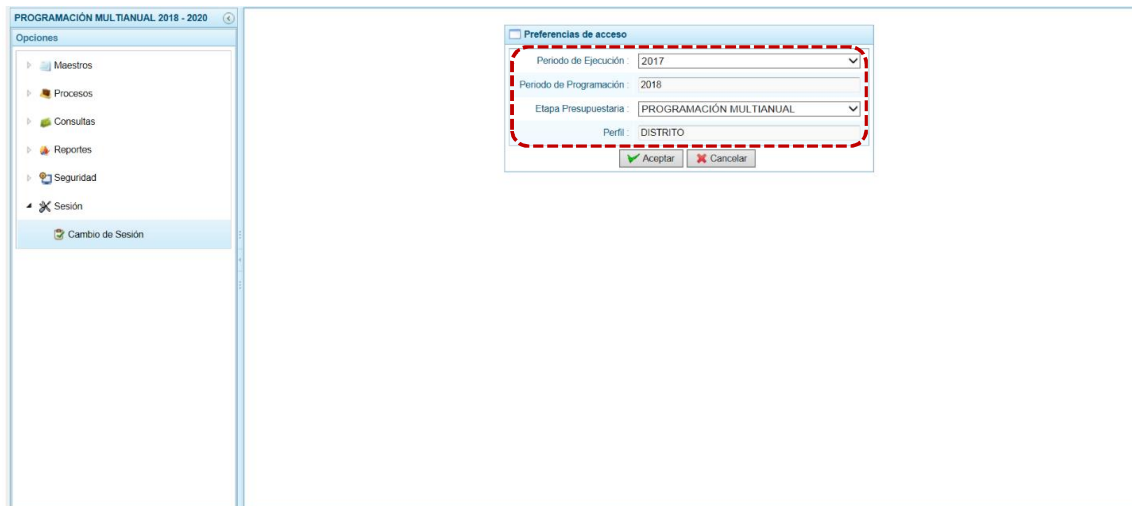 PROGRAMACIÓN MULTIANUAL 2018 - 2020
Opciones
Maestros
Procesos
Consultas
Reportes
Seguridad
Sesión
Cambio de Sesión
Preferencias de acceso
Periodo de Ejecución : 2017
Periodo de Programación : 2018
Etapa Presupuestaria : PROGRAMACIÓN MULTIANUAL
Perfil : DISTRITO
Aceptar Cancelar